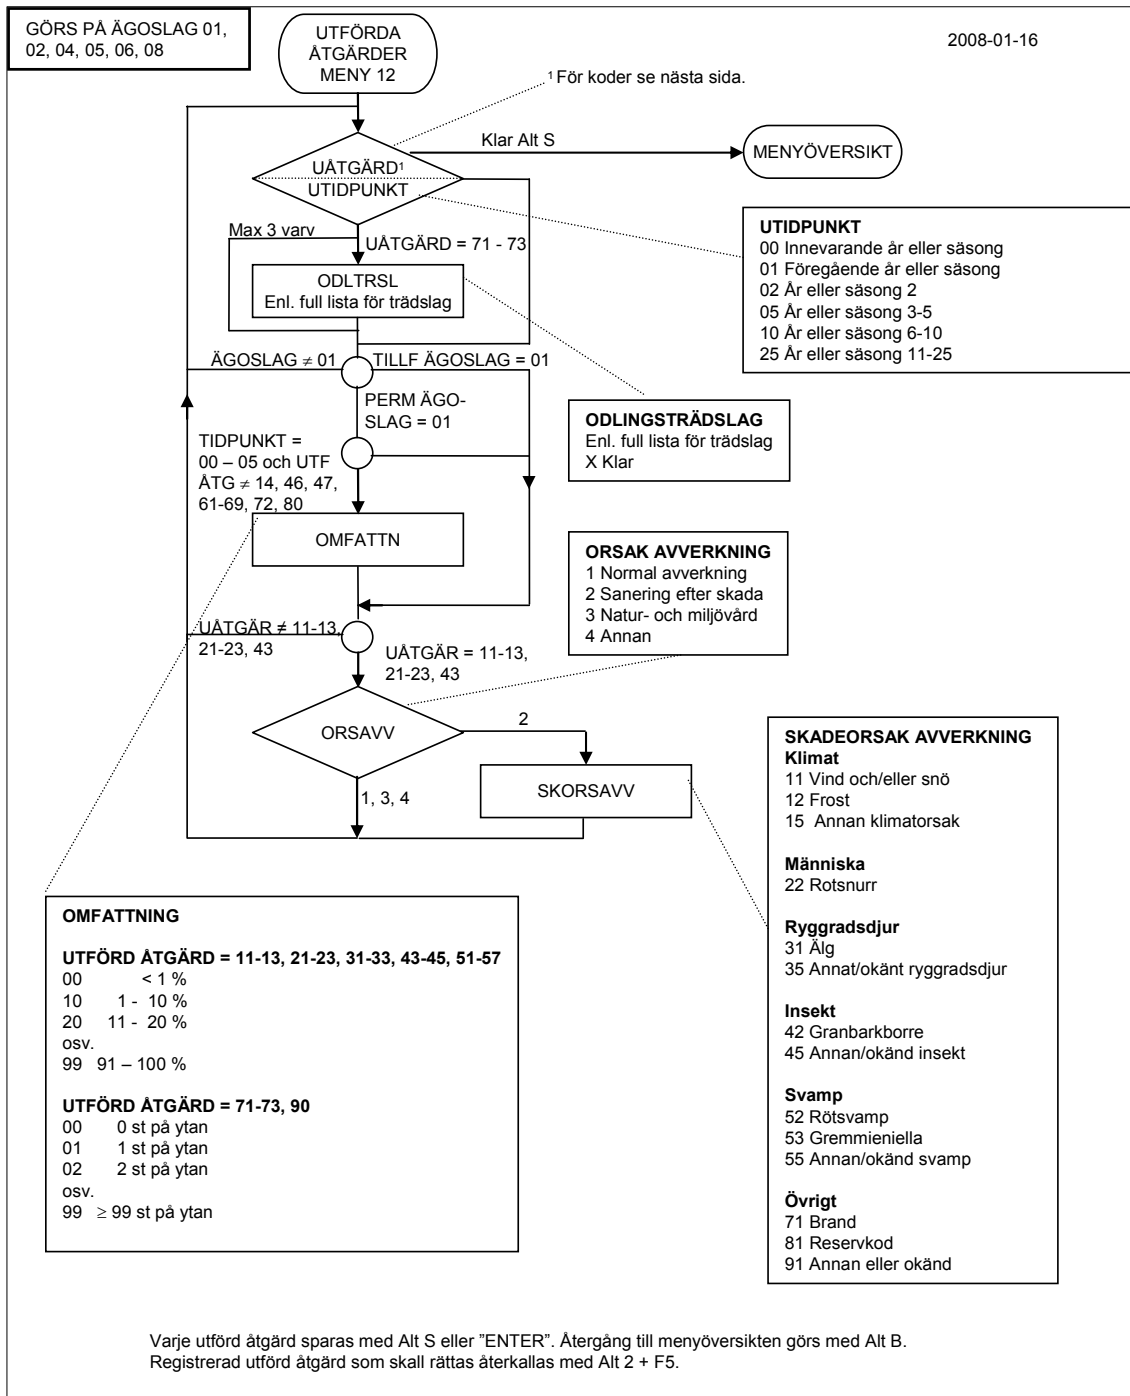 GÖRS PÅ ÄGOSLAG 01,
02, 04, 05, 06, 08
UTFÖRDA
ÅTGÄRDER
MENY 12
2008-01-16
¹ För koder se nästa sida.
Klar Alt S
MENYÖVERSIKT
UÅTGÄRD¹
UTIDPUNKT
Max 3 varv
UÅTGÄRD = 71 - 73
UTIDPUNKT
00 Innevarande år eller säsong
01 Föregående år eller säsong
02 År eller säsong 2
05 År eller säsong 3-5
10 År eller säsong 6-10
25 År eller säsong 11-25
ODLTRSL
Enl. full lista för trädslag
ÄGOSLAG ≠ 01
TILLF ÄGOSLAG = 01
PERM ÄGO-
SLAG = 01
ODLINGSTRÄDSLAG
Enl. full lista för trädslag
X Klar
TIDPUNKT =
00 – 05 och UTF
ÅTG ≠ 14, 46, 47,
61-69, 72, 80
OMFATTN
ORSAK AVVERKNING
1 Normal avverkning
2 Sanering efter skada
3 Natur- och miljövård
4 Annan
UÅTGÄR ≠ 11-13,
21-23, 43
UÅTGÄR = 11-13,
21-23, 43
ORSAVV
2
SKORSAVV
1, 3, 4
SKADEORSAK AVVERKNING
Klimat
11 Vind och/eller snö
12 Frost
15 Annan klimatorsak
Människa
22 Rotsnurr
Ryggradsdjur
31 Älg
35 Annat/okänt ryggradsdjur
Insekt
42 Granbarkborre
45 Annan/okänd insekt
Svamp
52 Rötsvamp
53 Gremmieniella
55 Annan/okänd svamp
Övrigt
71 Brand
81 Reservkod
91 Annan eller okänd
OMFATTNING
UTFÖRD ÅTGÄRD = 11-13, 21-23, 31-33, 43-45, 51-57
00 < 1 %
10 1 - 10 %
20 11 - 20 %
osv.
99 91 – 100 %
UTFÖRD ÅTGÄRD = 71-73, 90
00 0 st på ytan
01 1 st på ytan
02 2 st på ytan
osv.
99 ≥ 99 st på ytan
Varje utförd åtgärd sparas med Alt S eller ”ENTER”. Återgång till menyöversikten görs med Alt B.
Registrerad utförd åtgärd som skall rättas återkallas med Alt 2 + F5.